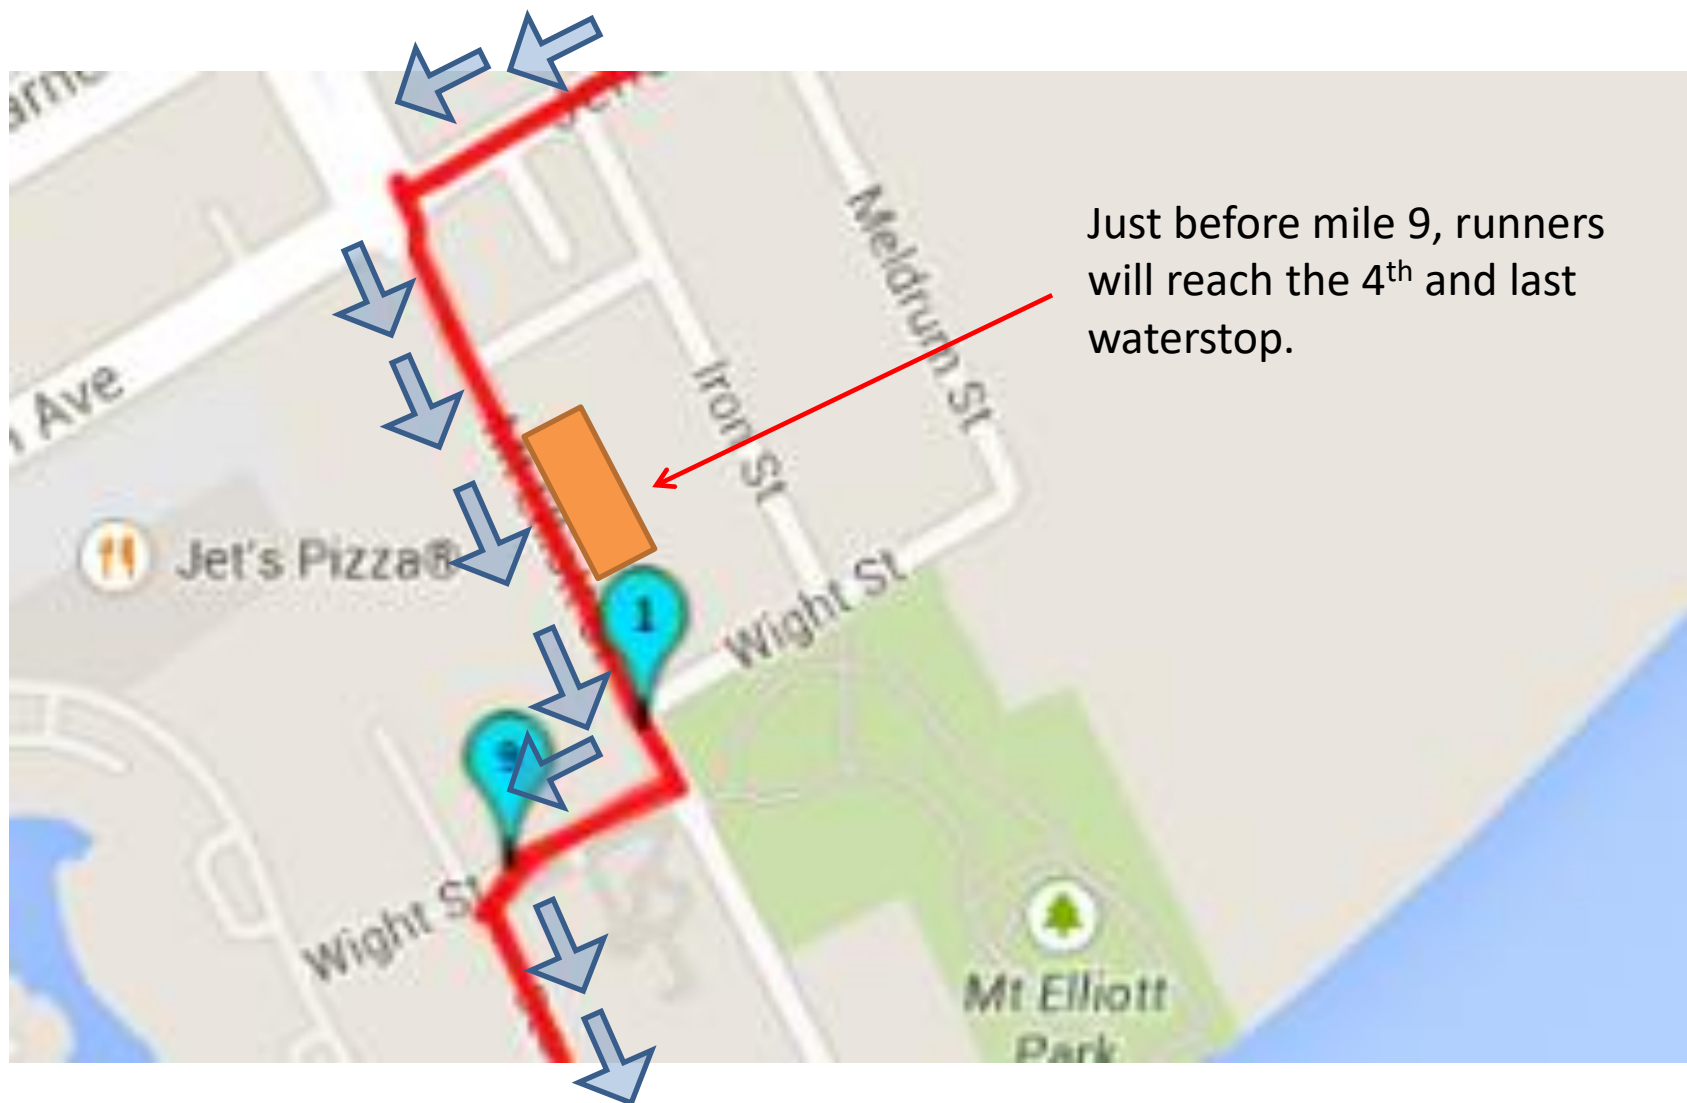 Just before mile 9, runners
will reach the 4th and last
waterstop.
Meldrum St
Ave
Iron St
Jet's Pizza®
1
Wight St
9
Wight St
Mt Elliott
Park